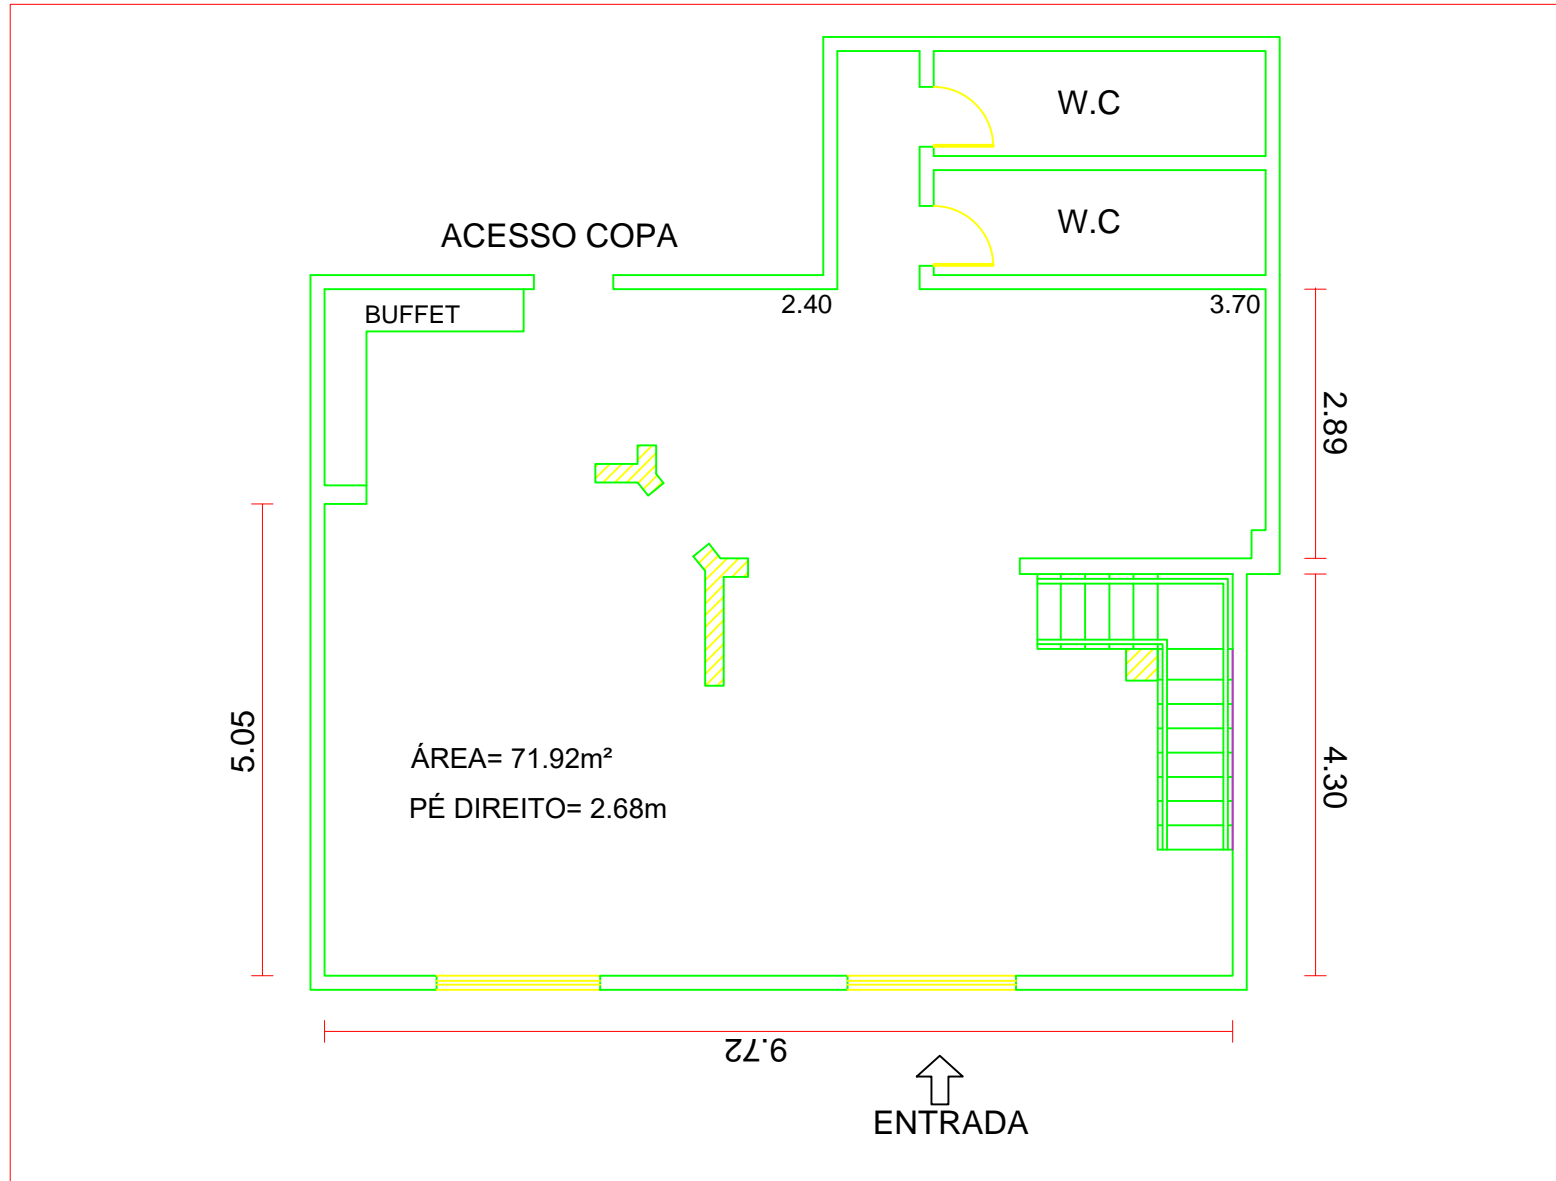 W.C
W.C
ACESSO COPA
BUFFET
2.40
3.70
2.89
5.05
ÁREA= 71.92m²
PÉ DIREITO= 2.68m
4.30
9.72
ENTRADA